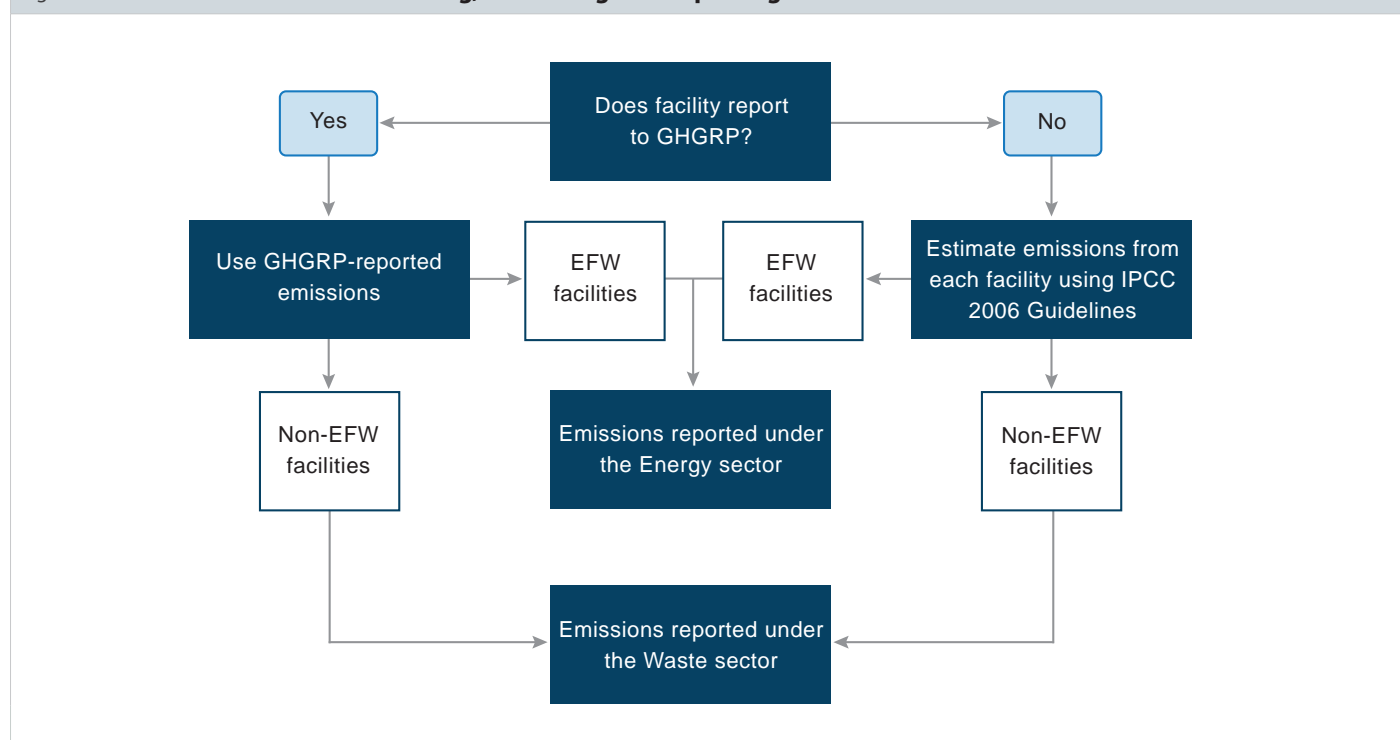 Does facility report
to GHGRP?
Yes
No
Use GHGRP-reported
emissions
EFW
facilities
EFW
facilities
Estimate emissions from
each facility using IPCC
2006 Guidelines
Non-EFW
facilities
Emissions reported under
the Energy sector
Non-EFW
facilities
Emissions reported under
the Waste sector